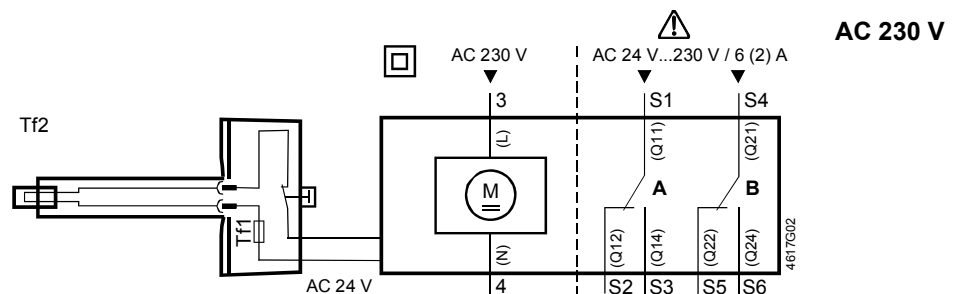 AC 230 V
AC 230 V
AC 24 V...230 V / 6 (2) A
3
S1
S4
Tf2
(L)
(Q11)
(Q21)
M
A
B
Tf1
(N)
(Q12)
(Q14)
(Q22)
(Q24)
4617G02
AC 24 V
4
S2
S3
S5
S6